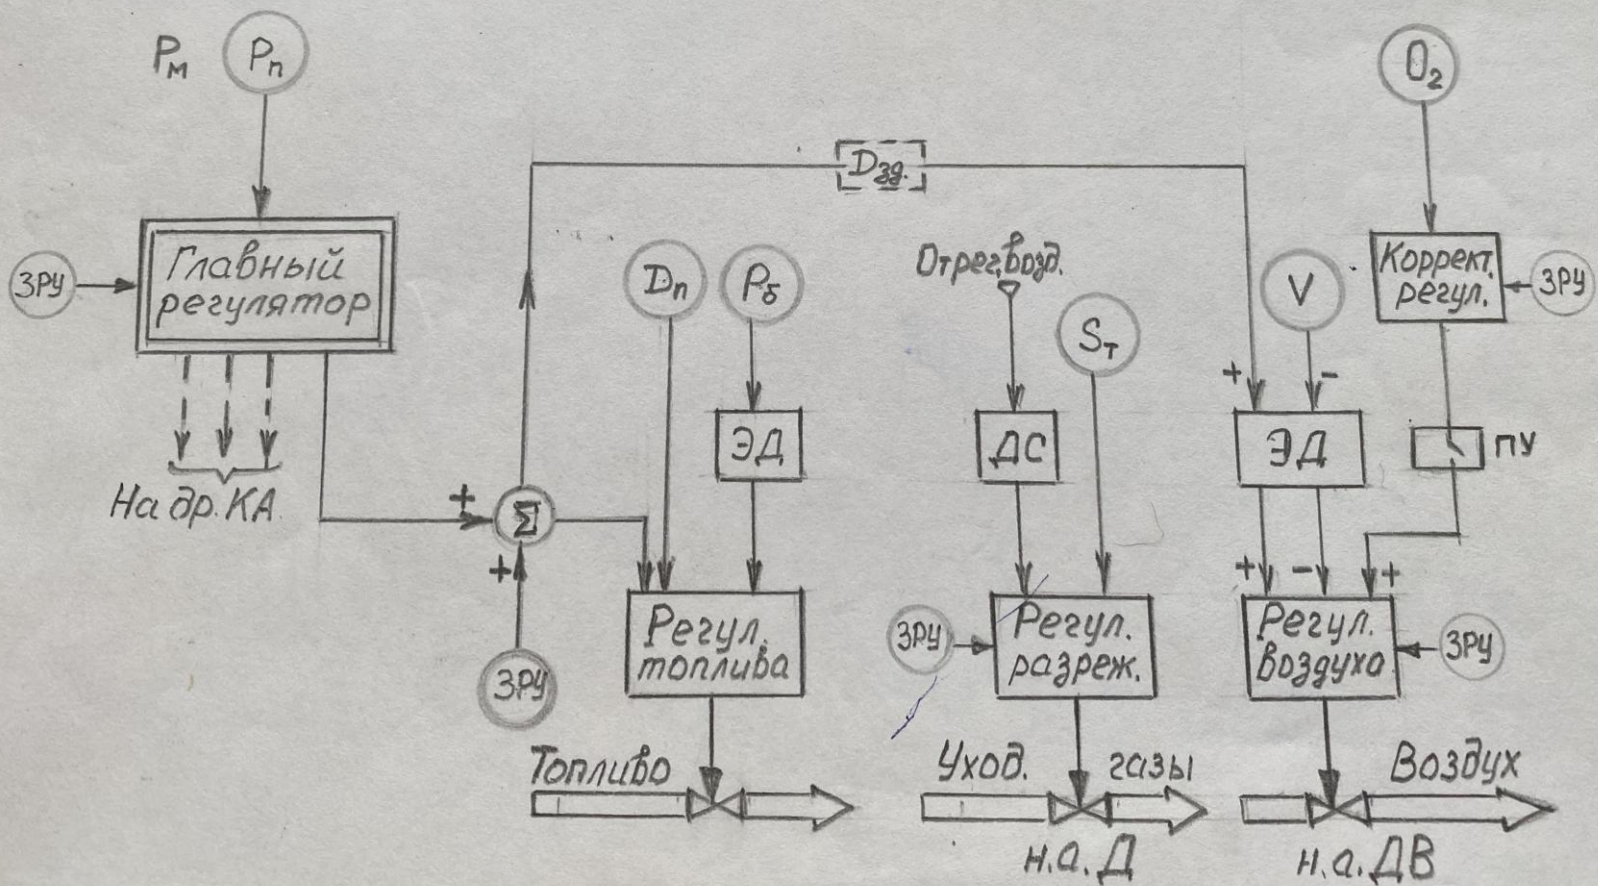 Рм
Рп
О₂
Dзд.
ЗРУ
Главный
регулятор
Dп
Рб
Отрег.возд.
Sт
V
Коррект.
регул.
ЗРУ
+
-
ЭД
ДС
ЭД
ПУ
На др. КА
+
Σ
+
ЗРУ
Регул.
топлива
ЗРУ
Регул.
разреж.
+
-
+
Регул.
воздуха
ЗРУ
Топливо
Уход. газы
Воздух
н.а. Д
н.а. ДВ